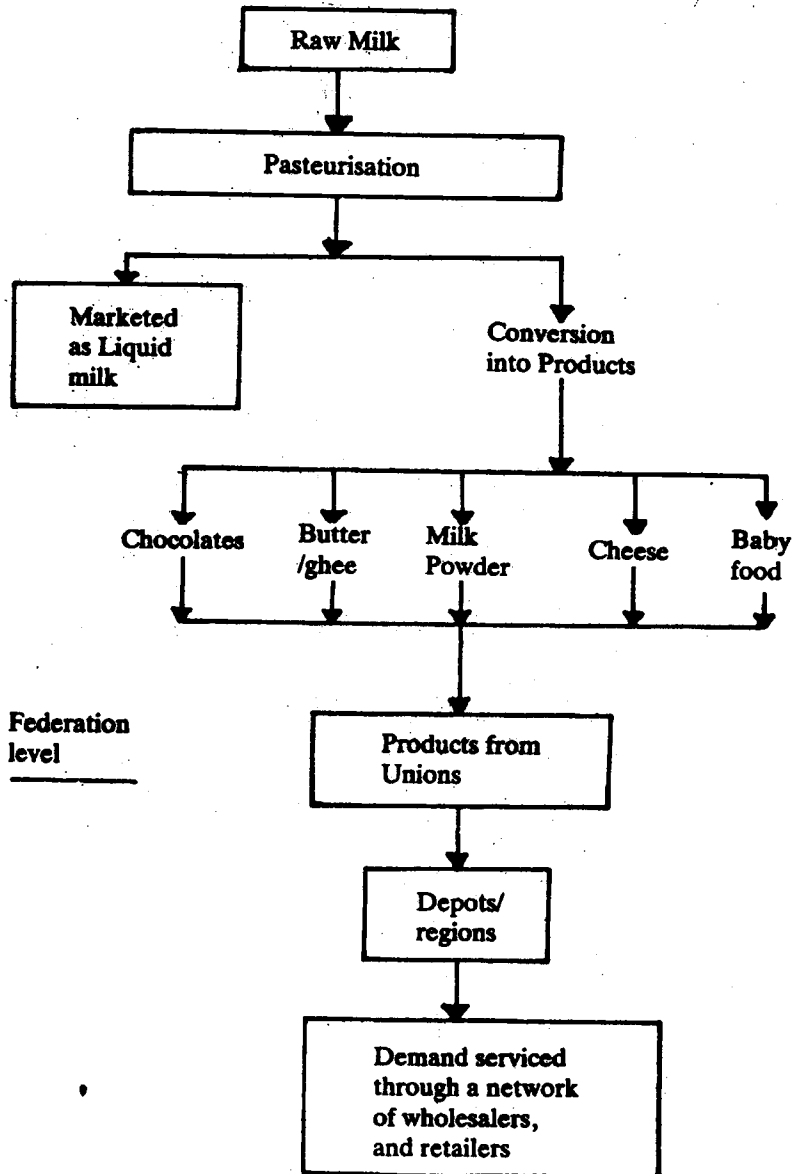 Raw Milk
Pasteurisation
Marketed
as Liquid
milk
Conversion
into Products
Chocolates
Butter
/ghee
Milk
Powder
Cheese
Baby
food
Federation
level
Products from
Unions
Depots/
regions
Demand serviced
through a network
of wholesalers,
and retailers